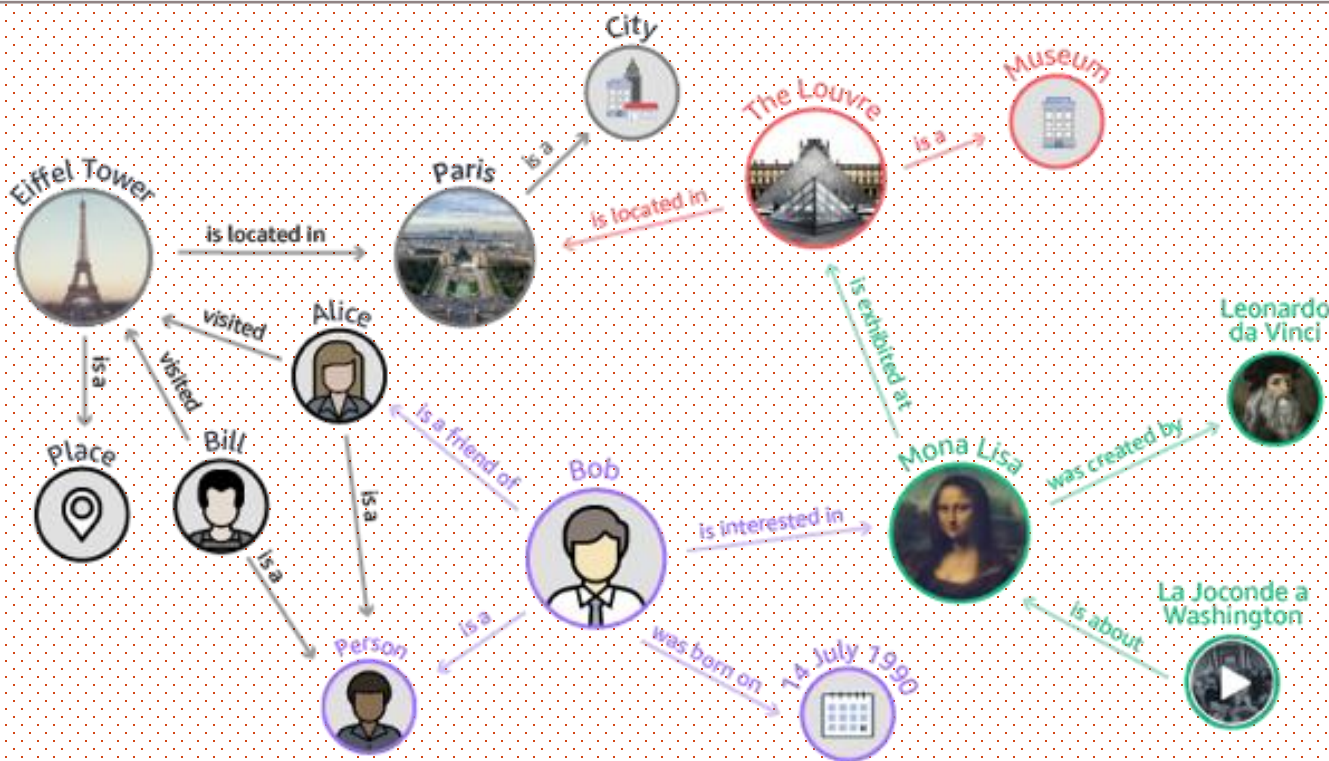 City
Museum
The Louvre
is a
is a
Paris
Eiffel Tower
is located in
is located in
Alice
visited
is exhibited at
Leonardo
da Vinci
is a
visited
is a friend of
Place
Bill
Bob
Mona Lisa
was created by
is a
is interested in
is a
La Joconde a
Washington
is about
is a
Person
was born on
14 July 1990